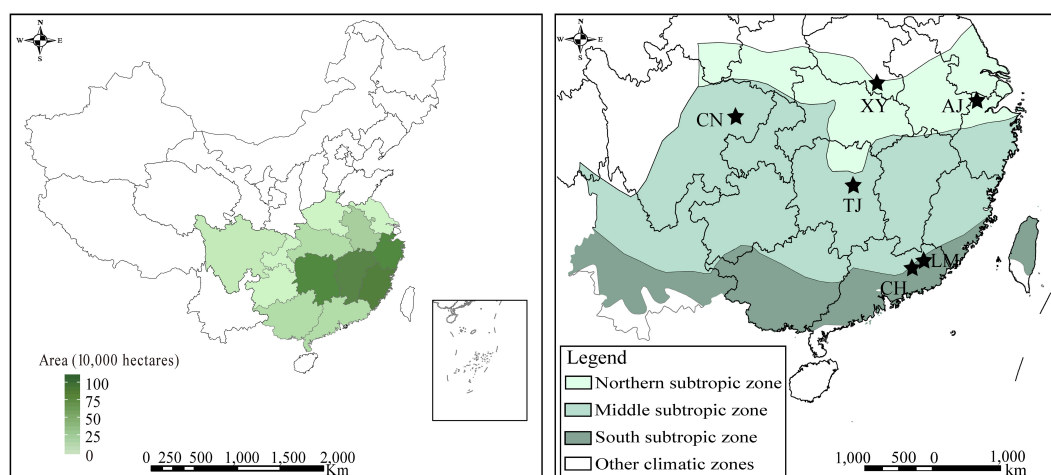 N
W E
S
Area (10,000 hectares)
100
75
50
25
0
0 250 500 1,000 1,500 2,000
Km
N
W E
S
XY
AJ
CN
TJ
LM
CH
Legend
Northern subtropic zone
Middle subtropic zone
South subtropic zone
Other climatic zones
1,000 500 0 1,000
Km